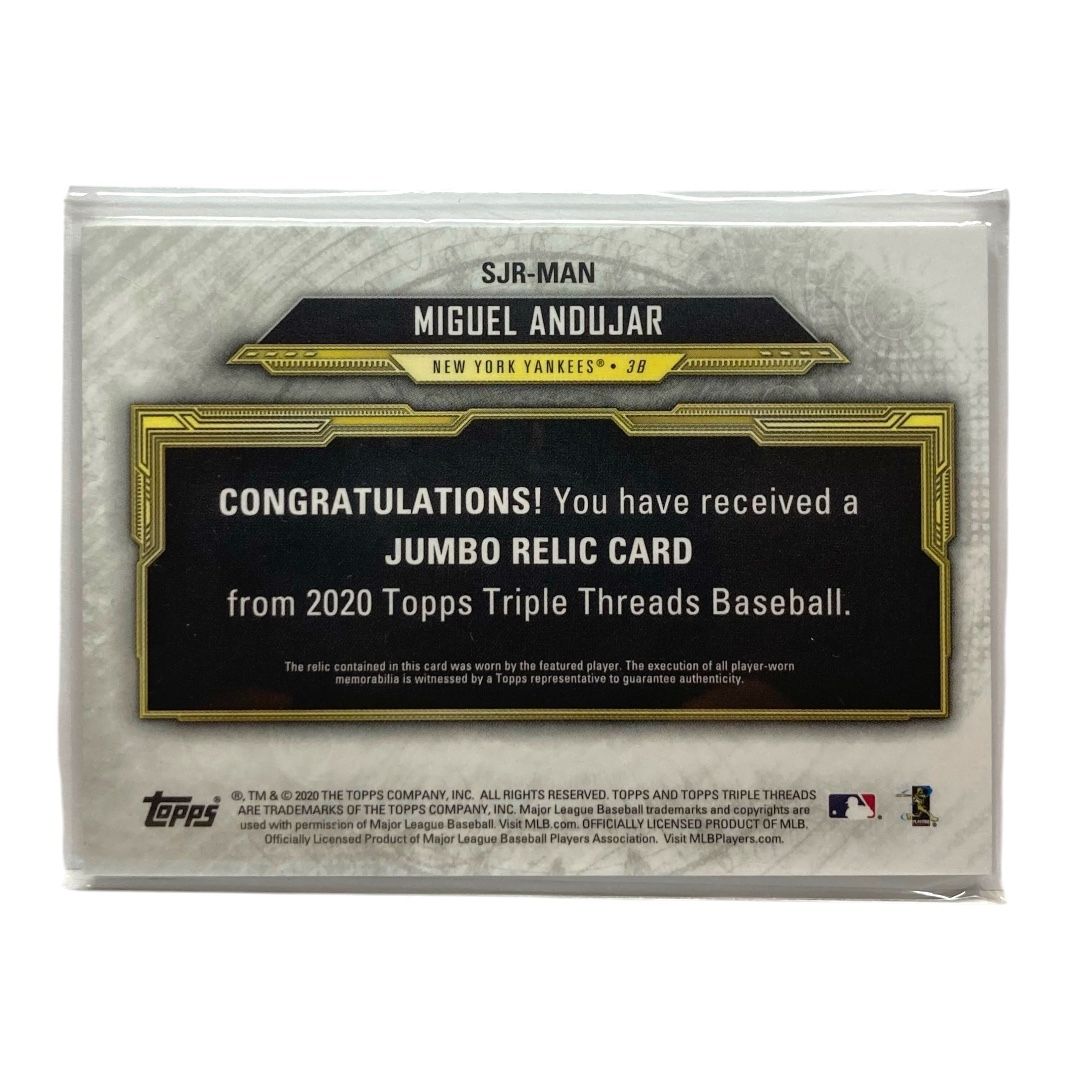 SJR-MAN
MIGUEL ANDUJAR
NEW YORK YANKEES® • 3B
CONGRATULATIONS! You have received a
JUMBO RELIC CARD
from 2020 Topps Triple Threads Baseball.
The relic contained in this card was worn by the featured player. The execution of all player-worn
memorabilia is witnessed by a Topps representative to guarantee authenticity.
topps®
®, TM & © 2020 THE TOPPS COMPANY, INC. ALL RIGHTS RESERVED. TOPPS AND TOPPS TRIPLE THREADS
ARE TRADEMARKS OF THE TOPPS COMPANY, INC. Major League Baseball trademarks and copyrights are
used with permission of Major League Baseball. Visit MLB.com. OFFICIALLY LICENSED PRODUCT OF MLB.
Officially Licensed Product of Major League Baseball Players Association. Visit MLBPlayers.com.